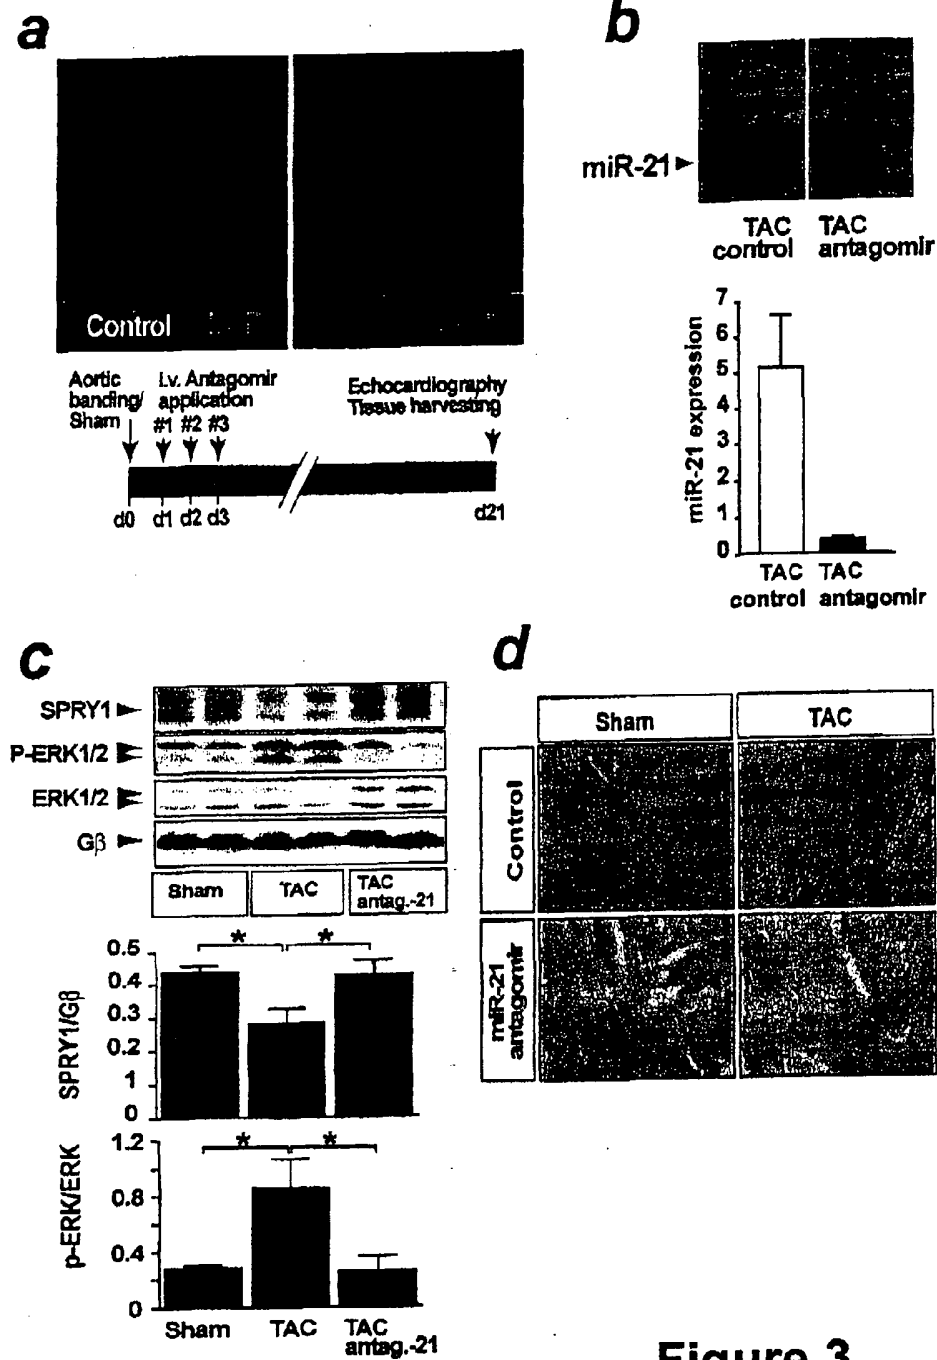 a
Control
Aortic
banding/
Sham
I.v. Antagomir
application
#1 #2 #3
Echocardiography
Tissue harvesting
d0 d1 d2 d3
d21
b
miR-21
TAC
control
TAC
antagomir
miR-21 expression
7
6
5
4
3
2
1
0
TAC
control
TAC
antagomir
c
SPRY1
P-ERK1/2
ERK1/2
Gβ
Sham
TAC
TAC
antag.-21
SPRY1/Gβ
0.5
0.4
0.3
0.2
1
0
* *
p-ERK/ERK
1.2
0.8
0.4
0
* *
Sham
TAC
TAC
antag.-21
d
Sham
TAC
Control
miR-21
antagomir
Figure 3